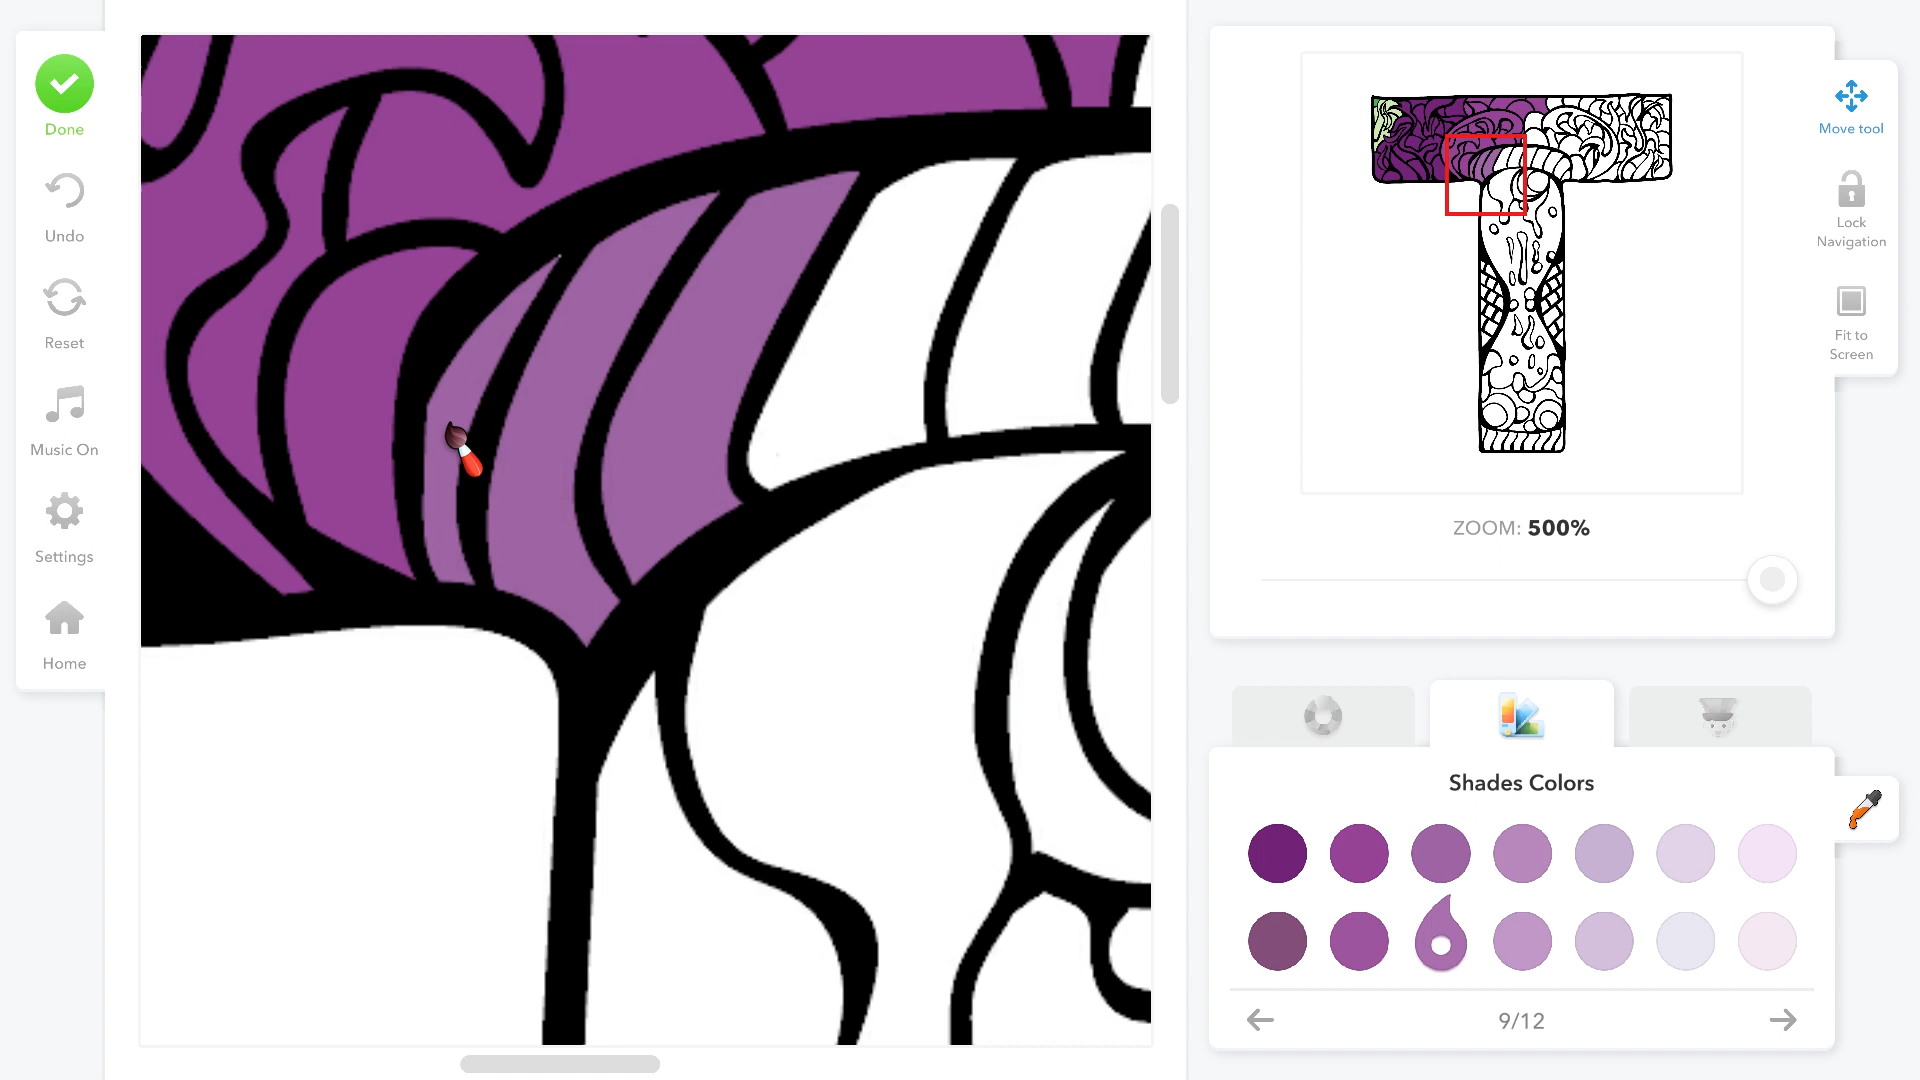 Done
Undo
Reset
Music On
Settings
Home
Move tool
Lock
Navigation
Fit to
Screen
ZOOM: 500%
Shades Colors
9/12